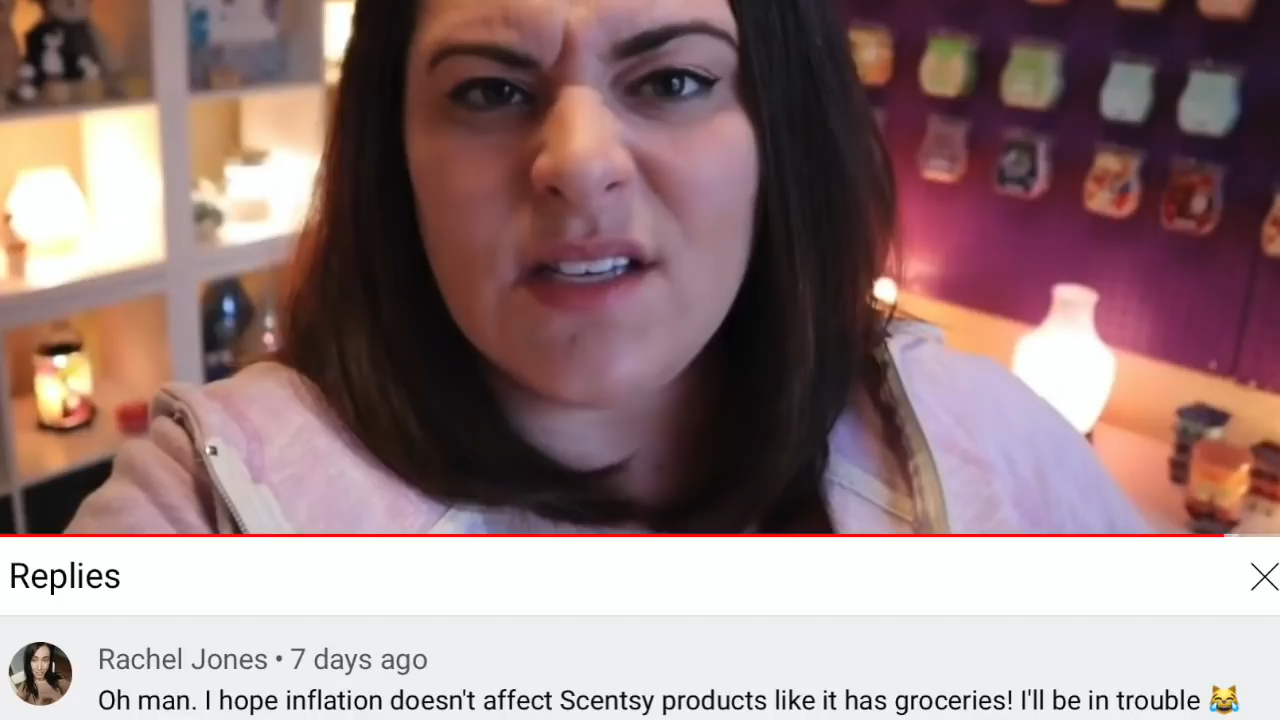 Replies
Rachel Jones • 7 days ago
Oh man. I hope inflation doesn't affect Scentsy products like it has groceries! I'll be in trouble 😹